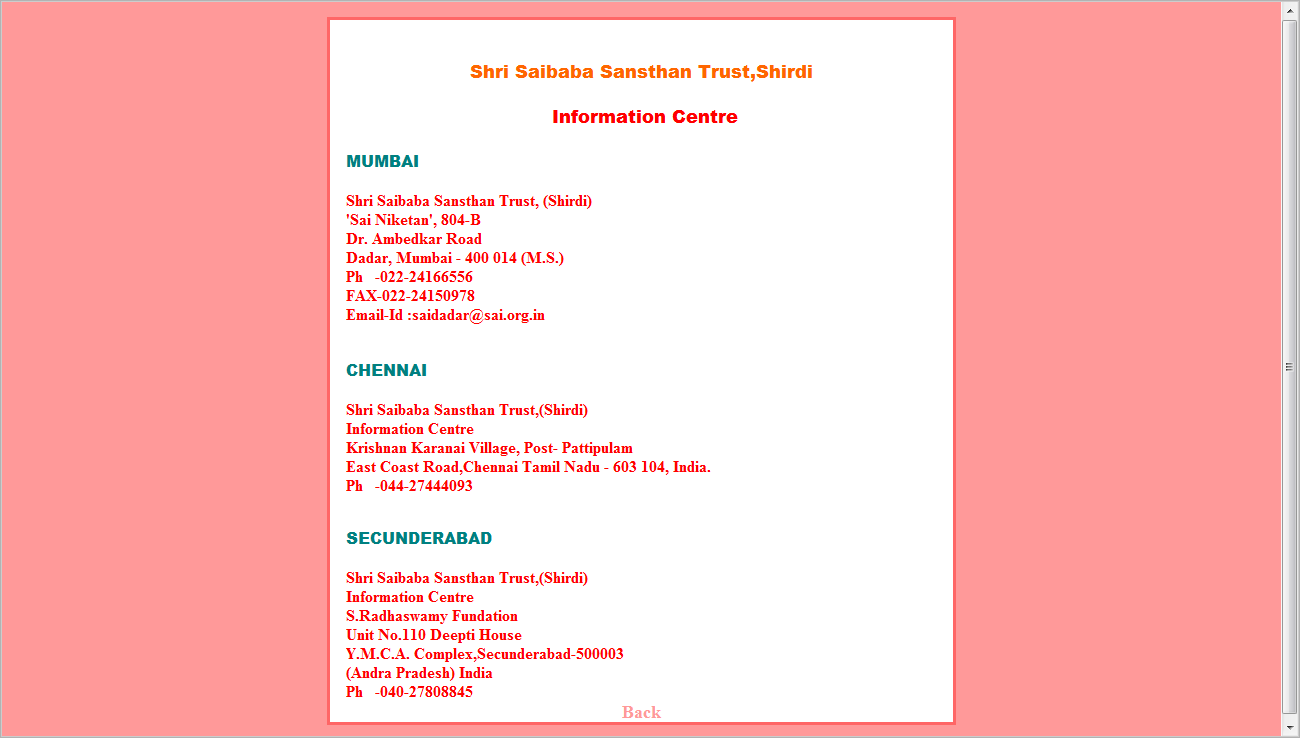 Shri Saibaba Sansthan Trust,Shirdi
Information Centre
MUMBAI
Shri Saibaba Sansthan Trust, (Shirdi)
'Sai Niketan', 804-B
Dr. Ambedkar Road
Dadar, Mumbai - 400 014 (M.S.)
Ph -022-24166556
FAX-022-24150978
Email-Id :saidadar@sai.org.in
CHENNAI
Shri Saibaba Sansthan Trust,(Shirdi)
Information Centre
Krishnan Karanai Village, Post- Pattipulam
East Coast Road,Chennai Tamil Nadu - 603 104, India.
Ph -044-27444093
SECUNDERABAD
Shri Saibaba Sansthan Trust,(Shirdi)
Information Centre
S.Radhaswamy Fundation
Unit No.110 Deepti House
Y.M.C.A. Complex,Secunderabad-500003
(Andra Pradesh) India
Ph -040-27808845
Back